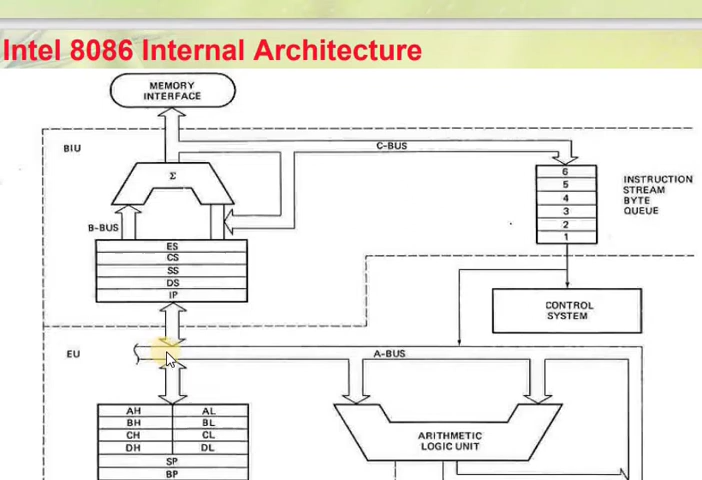 Intel 8086 Internal Architecture
MEMORY
INTERFACE
BIU
C-BUS
Σ
6
5
4
3
2
1
INSTRUCTION
STREAM
BYTE
QUEUE
B-BUS
ES
CS
SS
DS
IP
CONTROL
SYSTEM
EU
A-BUS
AH AL
BH BL
CH CL
DH DL
SP
BP
ARITHMETIC
LOGIC UNIT